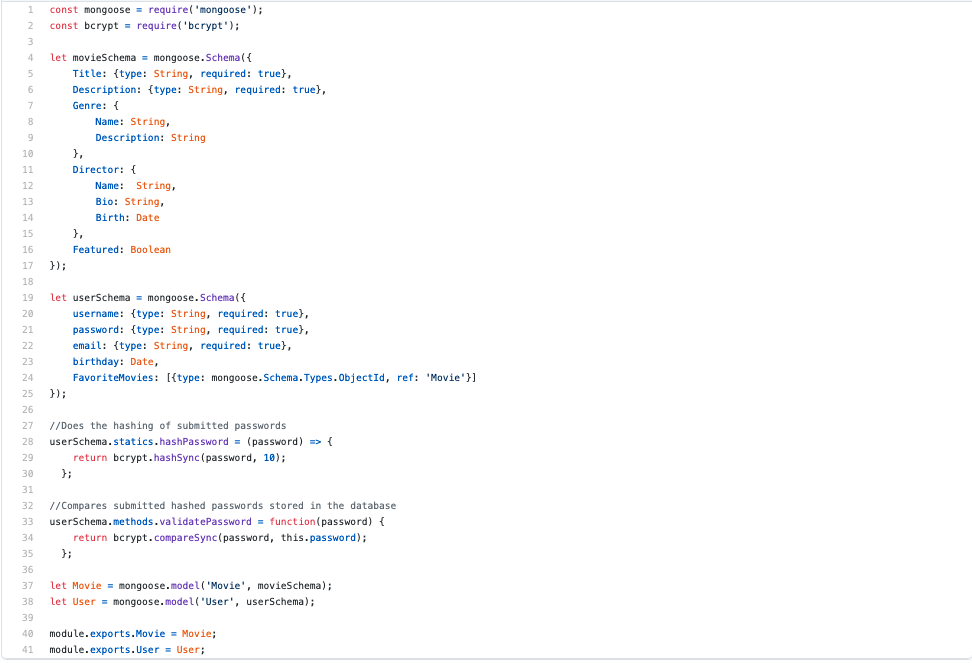 1 const mongoose = require('mongoose');
2 const bcrypt = require('bcrypt');
3
4 let movieSchema = mongoose.Schema({
5     Title: {type: String, required: true},
6     Description: {type: String, required: true},
7     Genre: {
8         Name: String,
9         Description: String
10     },
11     Director: {
12         Name:  String,
13         Bio: String,
14         Birth: Date
15     },
16     Featured: Boolean
17 });
18
19 let userSchema = mongoose.Schema({
20     username: {type: String, required: true},
21     password: {type: String, required: true},
22     email: {type: String, required: true},
23     birthday: Date,
24     FavoriteMovies: [{type: mongoose.Schema.Types.ObjectId, ref: 'Movie'}]
25 });
26
27 //Does the hashing of submitted passwords
28 userSchema.statics.hashPassword = (password) => {
29     return bcrypt.hashSync(password, 10);
30   };
31
32 //Compares submitted hashed passwords stored in the database
33 userSchema.methods.validatePassword = function(password) {
34     return bcrypt.compareSync(password, this.password);
35   };
36
37 let Movie = mongoose.model('Movie', movieSchema);
38 let User = mongoose.model('User', userSchema);
39
40 module.exports.Movie = Movie;
41 module.exports.User = User;